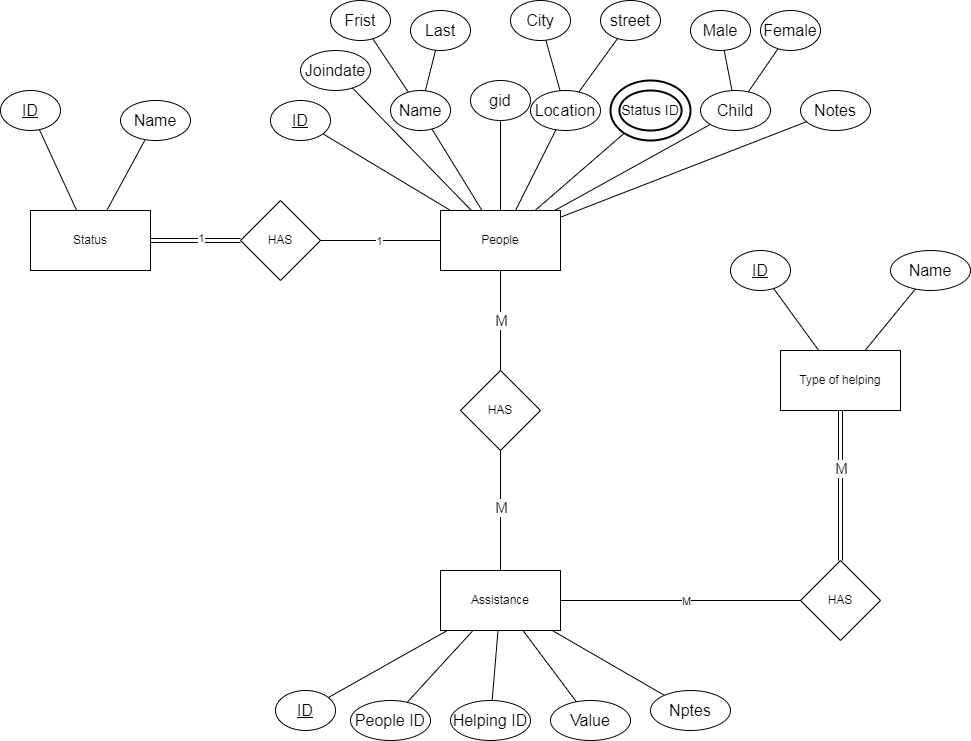 Frist
Last
City
street
Male
Female
Joindate
ID
Name
ID
Name
gid
Location
Status ID
Child
Notes
Status
1
HAS
1
People
ID
Name
M
Type of helping
HAS
M
M
Assistance
M
HAS
ID
People ID
Helping ID
Value
Nptes